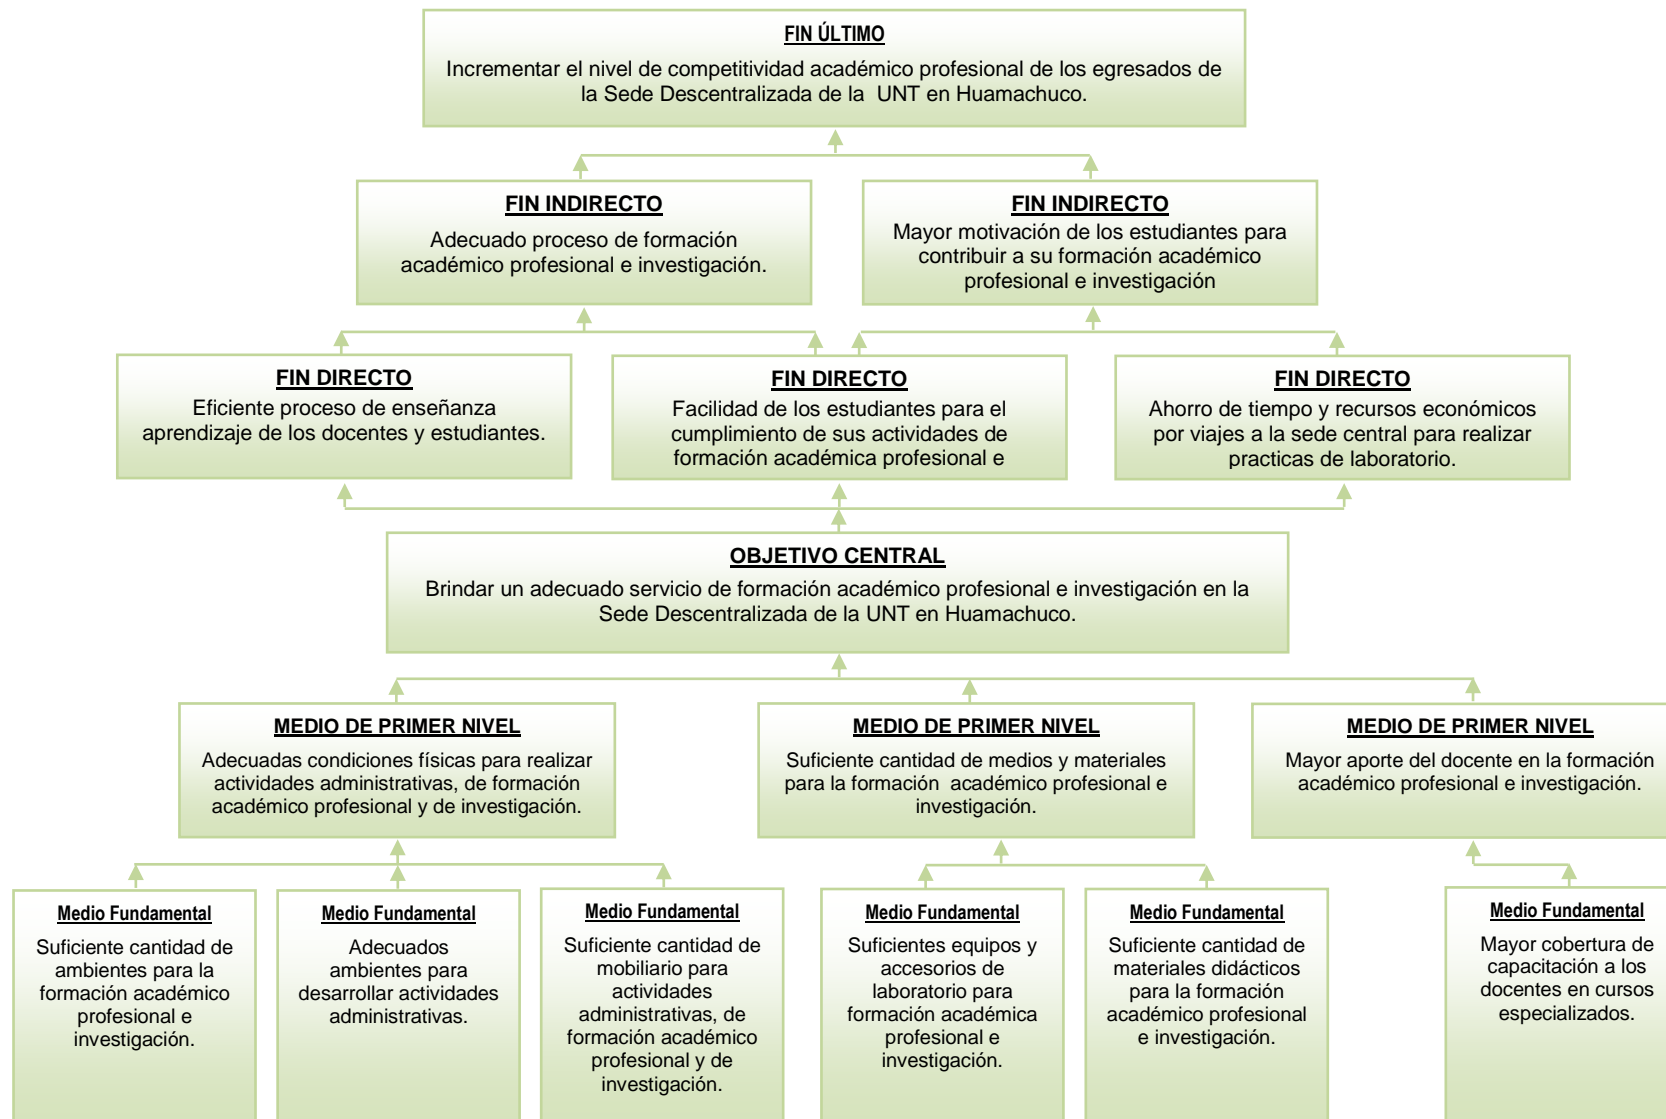 FIN ÚLTIMO
Incrementar el nivel de competitividad académico profesional de los egresados de
la Sede Descentralizada de la UNT en Huamachuco.
FIN INDIRECTO
Adecuado proceso de formación
académico profesional e investigación.
FIN INDIRECTO
Mayor motivación de los estudiantes para
contribuir a su formación académico
profesional e investigación
FIN DIRECTO
Eficiente proceso de enseñanza
aprendizaje de los docentes y estudiantes.
FIN DIRECTO
Facilidad de los estudiantes para el
cumplimiento de sus actividades de
formación académica profesional e
FIN DIRECTO
Ahorro de tiempo y recursos económicos
por viajes a la sede central para realizar
practicas de laboratorio.
OBJETIVO CENTRAL
Brindar un adecuado servicio de formación académico profesional e investigación en la
Sede Descentralizada de la UNT en Huamachuco.
MEDIO DE PRIMER NIVEL
Adecuadas condiciones físicas para realizar
actividades administrativas, de formación
académico profesional y de investigación.
MEDIO DE PRIMER NIVEL
Suficiente cantidad de medios y materiales
para la formación académico profesional e
investigación.
MEDIO DE PRIMER NIVEL
Mayor aporte del docente en la formación
académico profesional e investigación.
Medio Fundamental
Suficiente cantidad de
ambientes para la
formación académico
profesional e
investigación.
Medio Fundamental
Adecuados
ambientes para
desarrollar actividades
administrativas.
Medio Fundamental
Suficiente cantidad de
mobiliario para
actividades
administrativas, de
formación académico
profesional y de
investigación.
Medio Fundamental
Suficientes equipos y
accesorios de
laboratorio para
formación académica
profesional e
investigación.
Medio Fundamental
Suficiente cantidad de
materiales didácticos
para la formación
académico profesional
e investigación.
Medio Fundamental
Mayor cobertura de
capacitación a los
docentes en cursos
especializados.